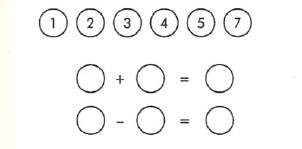 1 2 3 4 5 7
+ =
- =